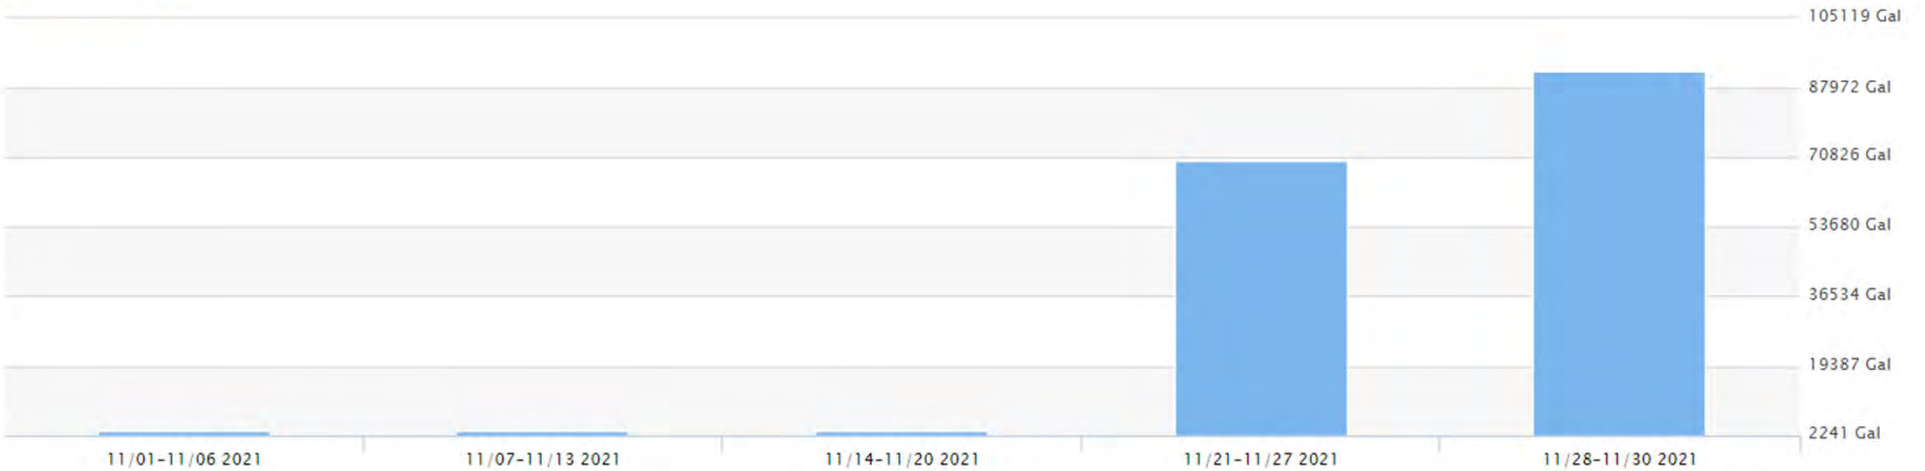 105119 Gal
87972 Gal
70826 Gal
53680 Gal
36534 Gal
19387 Gal
2241 Gal
11/01-11/06 2021
11/07-11/13 2021
11/14-11/20 2021
11/21-11/27 2021
11/28-11/30 2021